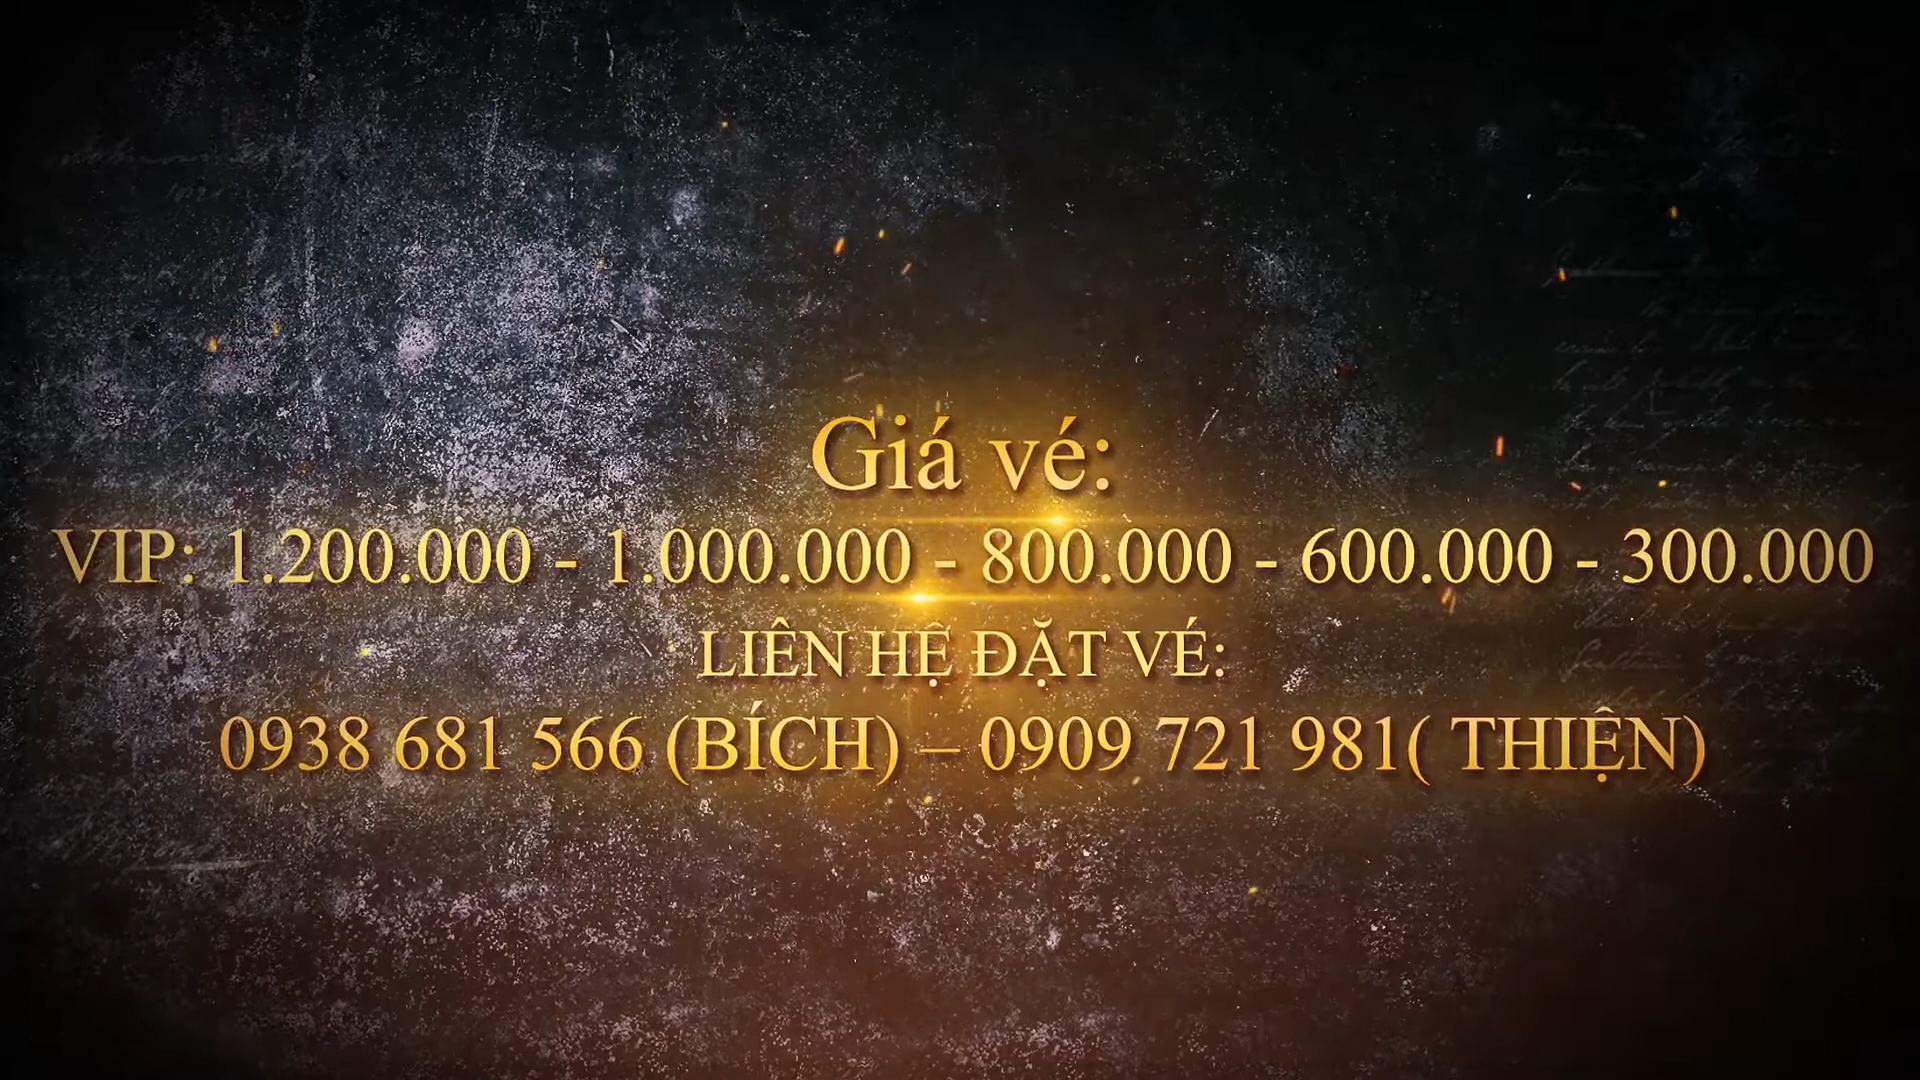 Giá vé:
VIP: 1.200.000 - 1.000.000 - 800.000 - 600.000 - 300.000
LIÊN HỆ ĐẶT VÉ:
0938 681 566 (BÍCH) – 0909 721 981( THIỆN)